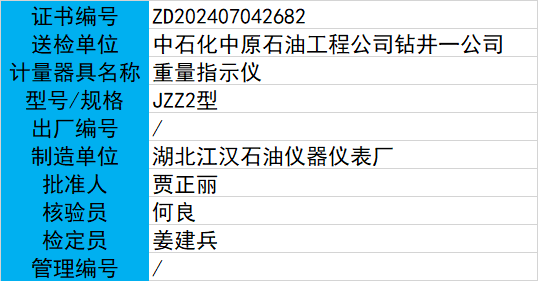 证书编号 ZD202407042682
送检单位 中石化中原石油工程公司钻井一公司
计量器具名称 重量指示仪
型号/规格 JZZ2型
出厂编号 /
制造单位 湖北江汉石油仪器仪表厂
批准人 贾正丽
核验员 何良
检定员 姜建兵
管理编号 /